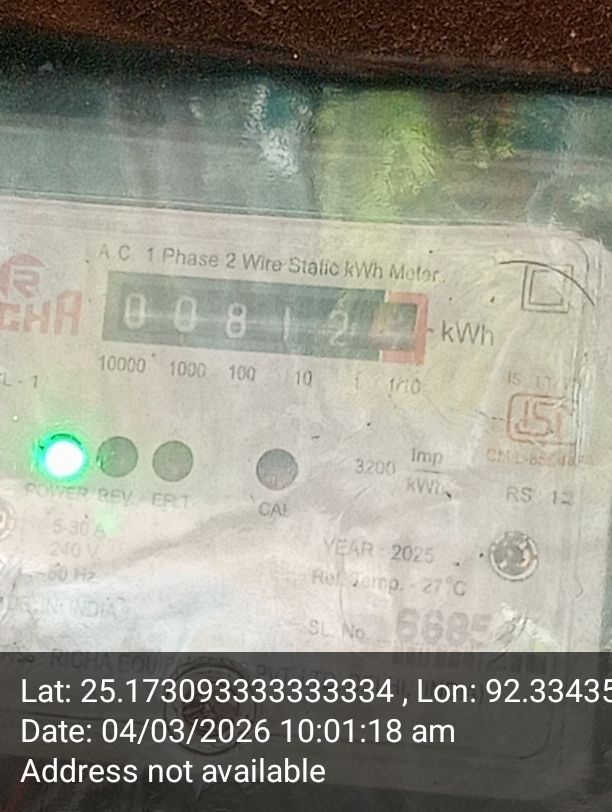 A C 1 Phase 2 Wire Static kWh Meter
R
RICHA
0 0 8 1 2
kWh
10000 1000 100 10 1 1/10
3200 Imp
kWh
POWER REV EFLT
CAL
RS 12
5-30 A
240 V
YEAR : 2025
50 Hz
Ref. Temp. - 27°C
INDIA
SL. No. 6685
RICHA
Lat: 25.173093333333334 , Lon: 92.33435
Date: 04/03/2026 10:01:18 am
Address not available